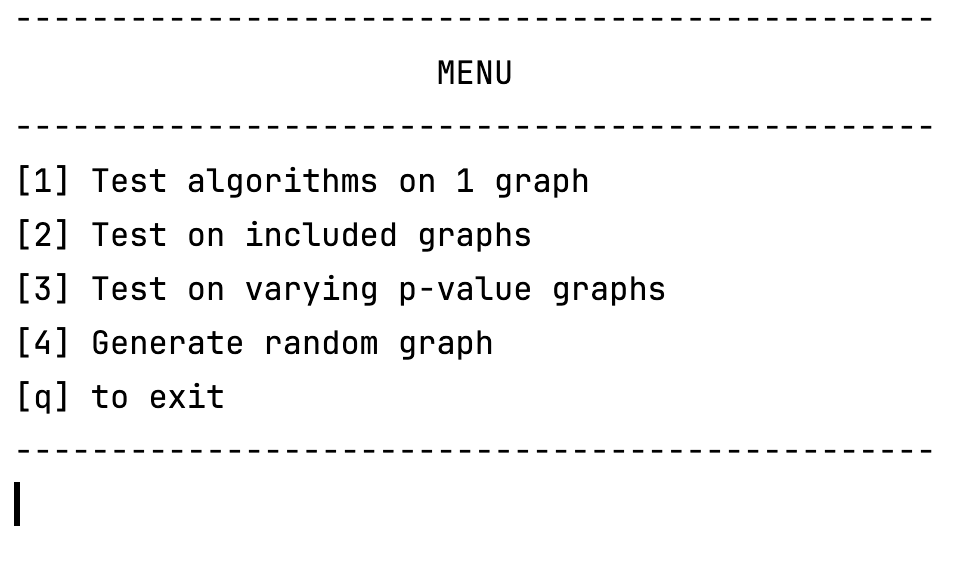 ------------------------------------------------
MENU
------------------------------------------------
[1] Test algorithms on 1 graph
[2] Test on included graphs
[3] Test on varying p-value graphs
[4] Generate random graph
[q] to exit
------------------------------------------------